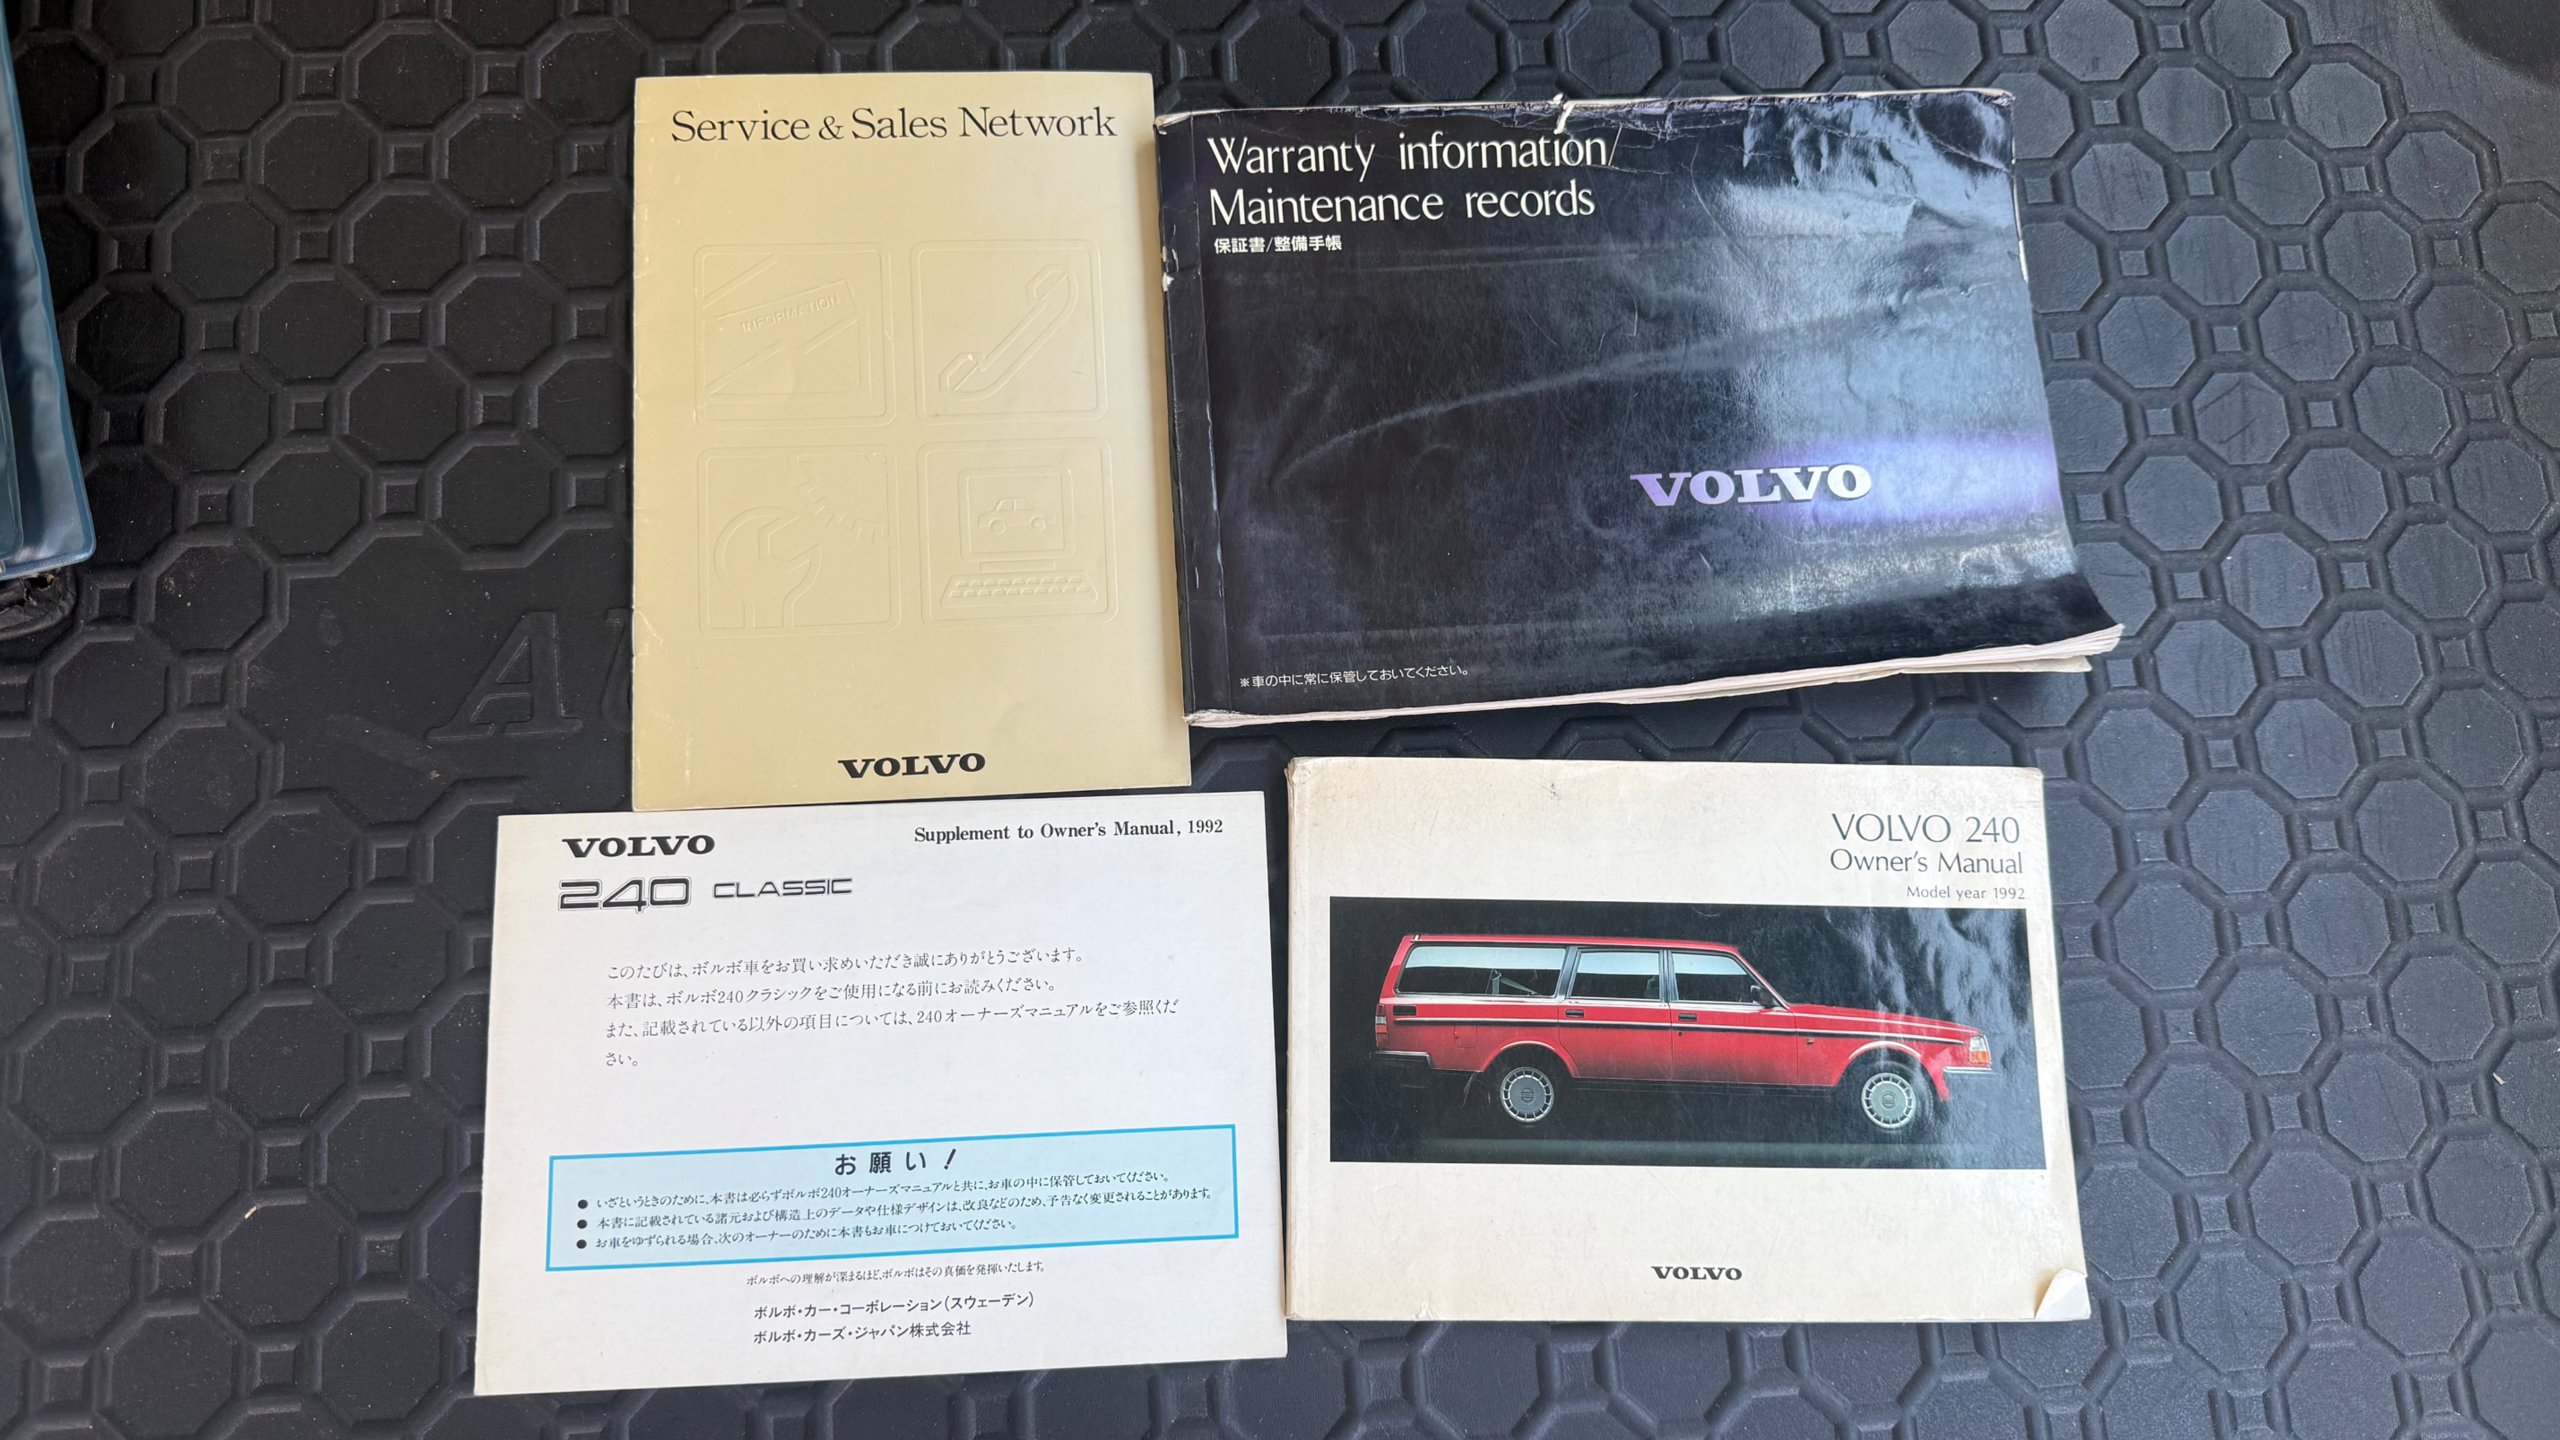 Service & Sales Network
INFORMATION
VOLVO
Warranty information/
Maintenance records
保証書/整備手帳
VOLVO
※車の中に常に保管しておいてください。
VOLVO
Supplement to Owner's Manual, 1992
240 CLASSIC
このたびは、ボルボ車をお買い求めいただき誠にありがとうございます。
本書は、ボルボ240クラシックをご使用になる前にお読みください。
また、記載されている以外の項目については、240オーナーズマニュアルをご参照くだ
さい。
お願い!
● いざというときのために、本書は必らずボルボ240オーナーズマニュアルと共に、お車の中に保管しておいてください。
● 本書に記載されている諸元および構造上のデータや仕様デザインは、改良などのため、予告なく変更されることがあります。
● お車をゆずられる場合、次のオーナーのために本書もお車につけておいてください。
ボルボへの理解が深まるほど、ボルボはその真価を発揮いたします。
ボルボ・カー・コーポレーション(スウェーデン)
ボルボ・カーズ・ジャパン株式会社
VOLVO 240
Owner's Manual
Model year 1992
VOLVO